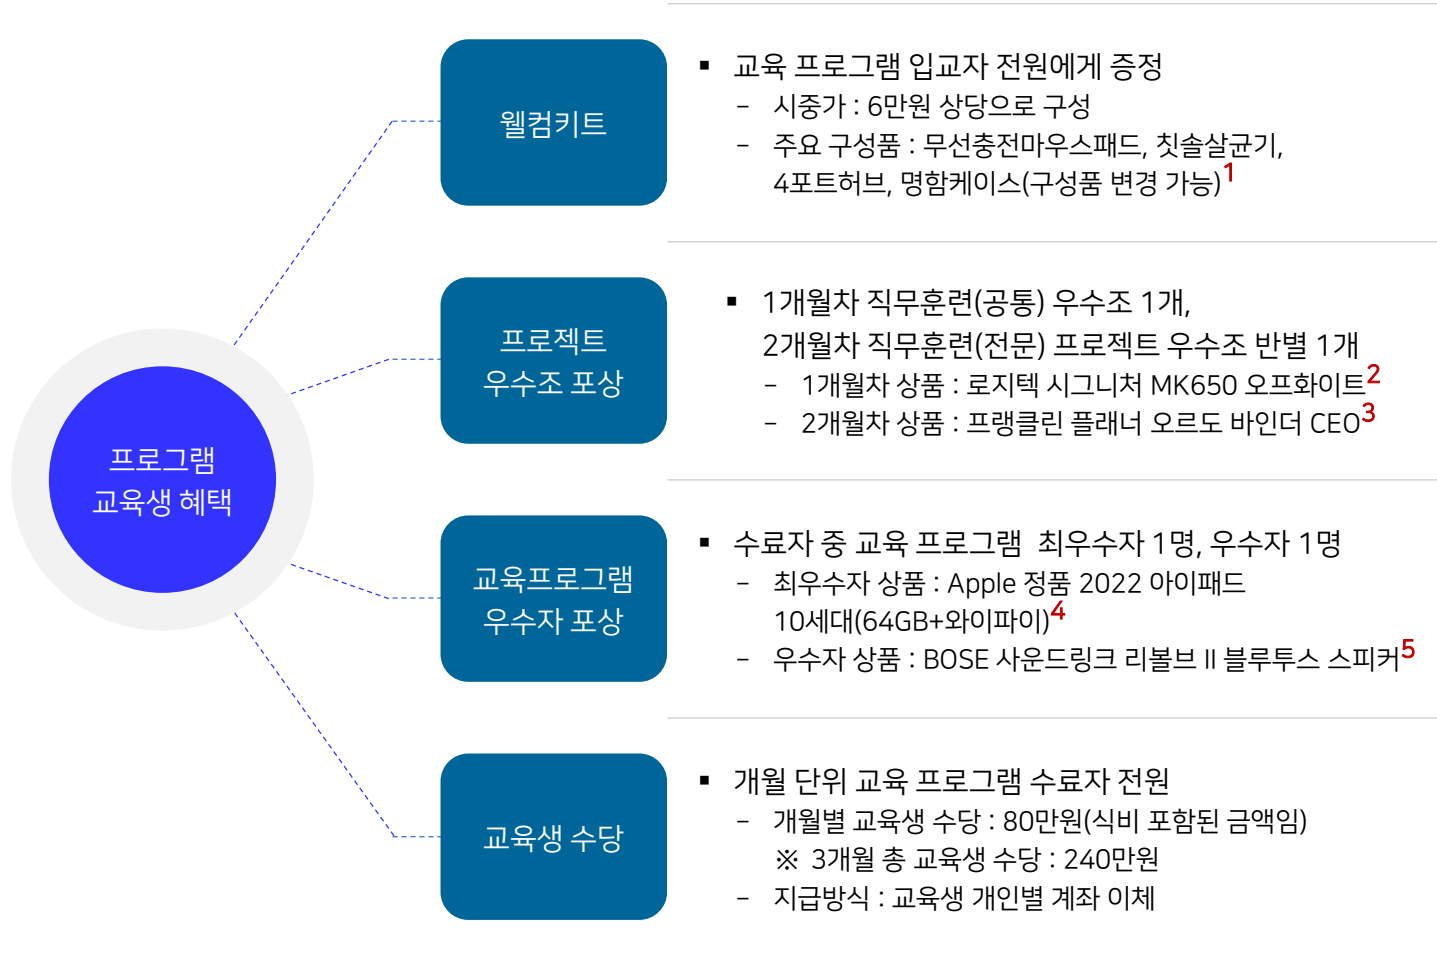 프로그램
교육생 혜택
웰컴키트
▪ 교육 프로그램 입교자 전원에게 증정
- 시중가 : 6만원 상당으로 구성
- 주요 구성품 : 무선충전마우스패드, 칫솔살균기,
4포트허브, 명함케이스(구성품 변경 가능)1
프로젝트
우수조 포상
▪ 1개월차 직무훈련(공통) 우수조 1개,
2개월차 직무훈련(전문) 프로젝트 우수조 반별 1개
- 1개월차 상품 : 로지텍 시그니처 MK650 오프화이트2
- 2개월차 상품 : 프랭클린 플래너 오르도 바인더 CEO3
교육프로그램
우수자 포상
▪ 수료자 중 교육 프로그램 최우수자 1명, 우수자 1명
- 최우수자 상품 : Apple 정품 2022 아이패드
10세대(64GB+와이파이)4
- 우수자 상품 : BOSE 사운드링크 리볼브 II 블루투스 스피커5
교육생 수당
▪ 개월 단위 교육 프로그램 수료자 전원
- 개월별 교육생 수당 : 80만원(식비 포함된 금액임)
※ 3개월 총 교육생 수당 : 240만원
- 지급방식 : 교육생 개인별 계좌 이체